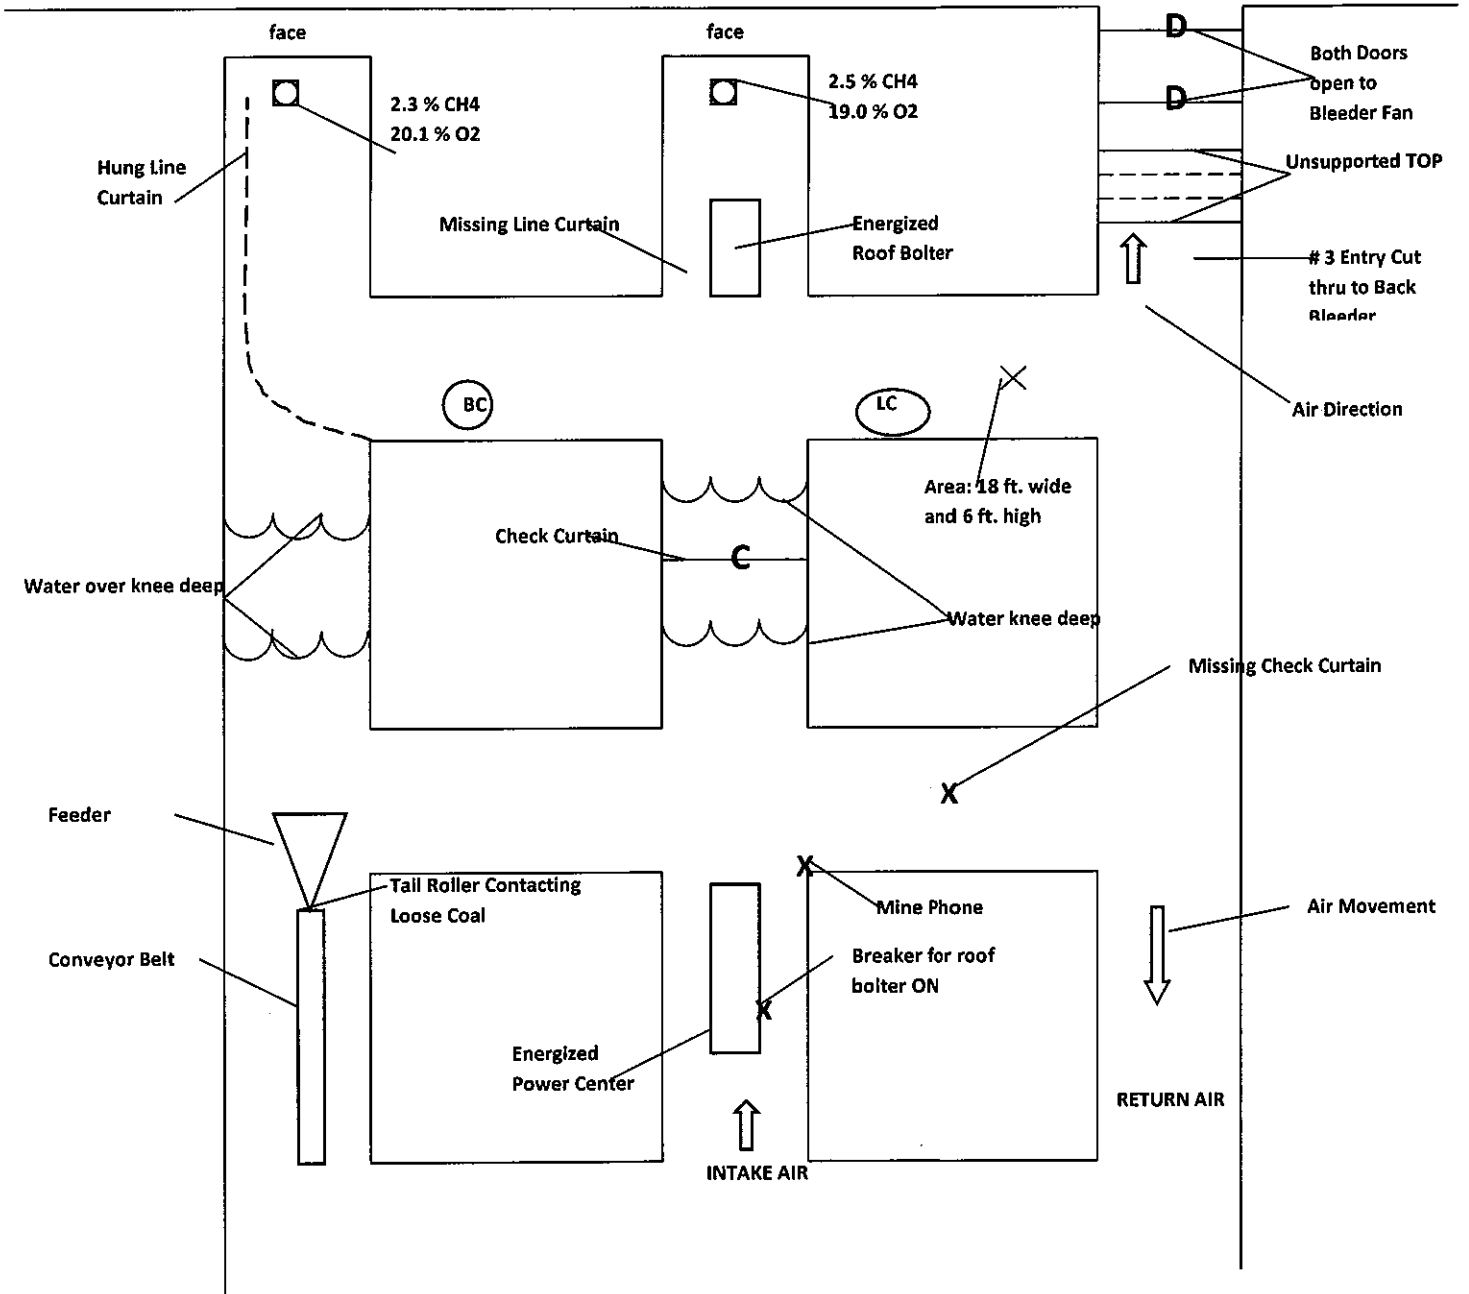 face
face
D
Both Doors
open to
Bleeder Fan
2.3 % CH4
20.1 % O2
2.5 % CH4
19.0 % O2
D
Hung Line
Curtain
Unsupported TOP
Missing Line Curtain
Energized
Roof Bolter
# 3 Entry Cut
thru to Back
Bleeder
BC
LC
Air Direction
Area: 18 ft. wide
and 6 ft. high
Check Curtain
C
Water over knee deep
Water knee deep
Missing Check Curtain
X
Feeder
Tail Roller Contacting
Loose Coal
X
Mine Phone
Air Movement
Conveyor Belt
Breaker for roof
bolter ON
X
Energized
Power Center
RETURN AIR
INTAKE AIR